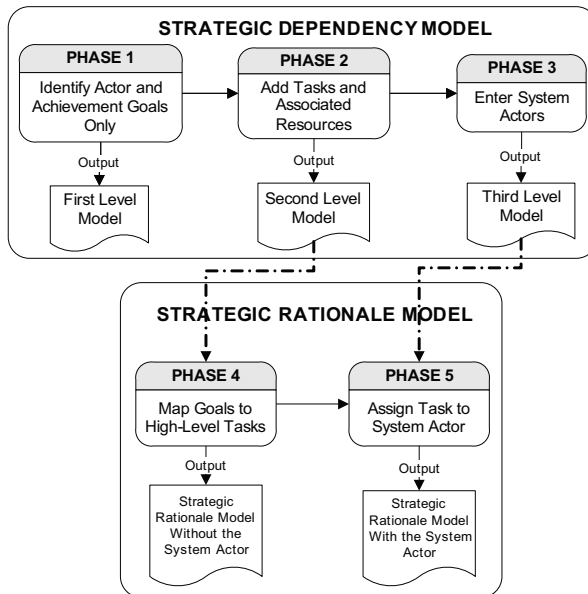 STRATEGIC DEPENDENCY MODEL
PHASE 1
Identify Actor and
Achievement Goals
Only
Output
First Level
Model
PHASE 2
Add Tasks and
Associated
Resources
Output
Second Level
Model
PHASE 3
Enter System
Actors
Output
Third Level
Model
STRATEGIC RATIONALE MODEL
PHASE 4
Map Goals to
High-Level Tasks
Output
Strategic
Rationale Model
Without the
System Actor
PHASE 5
Assign Task to
System Actor
Output
Strategic
Rationale Model
With the System
Actor